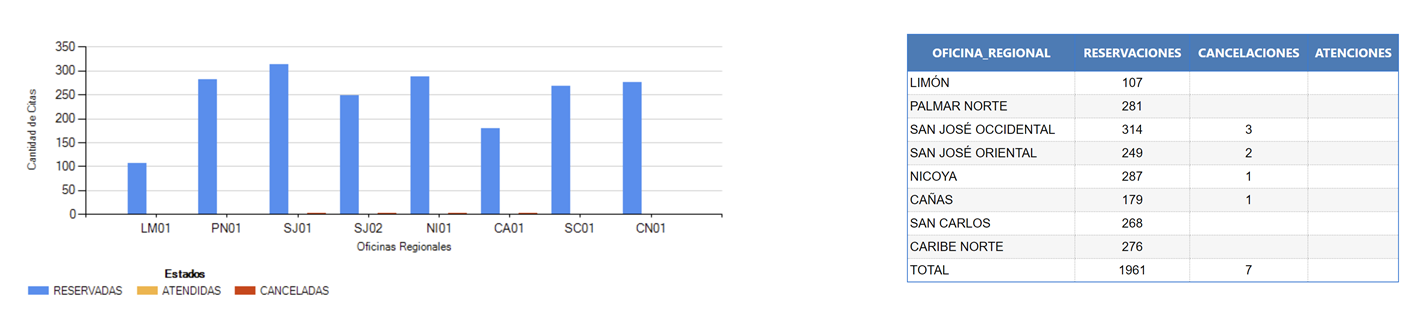 350
300
250
200
150
100
50
0
Cantidad de Citas
LM01 PN01 SJ01 SJ02 NI01 CA01 SC01 CN01
Oficinas Regionales
Estados
RESERVADAS ATENDIDAS CANCELADAS
OFICINA_REGIONAL RESERVACIONES CANCELACIONES ATENCIONES
LIMÓN 107
PALMAR NORTE 281
SAN JOSÉ OCCIDENTAL 314 3
SAN JOSÉ ORIENTAL 249 2
NICOYA 287 1
CAÑAS 179 1
SAN CARLOS 268
CARIBE NORTE 276
TOTAL 1961 7